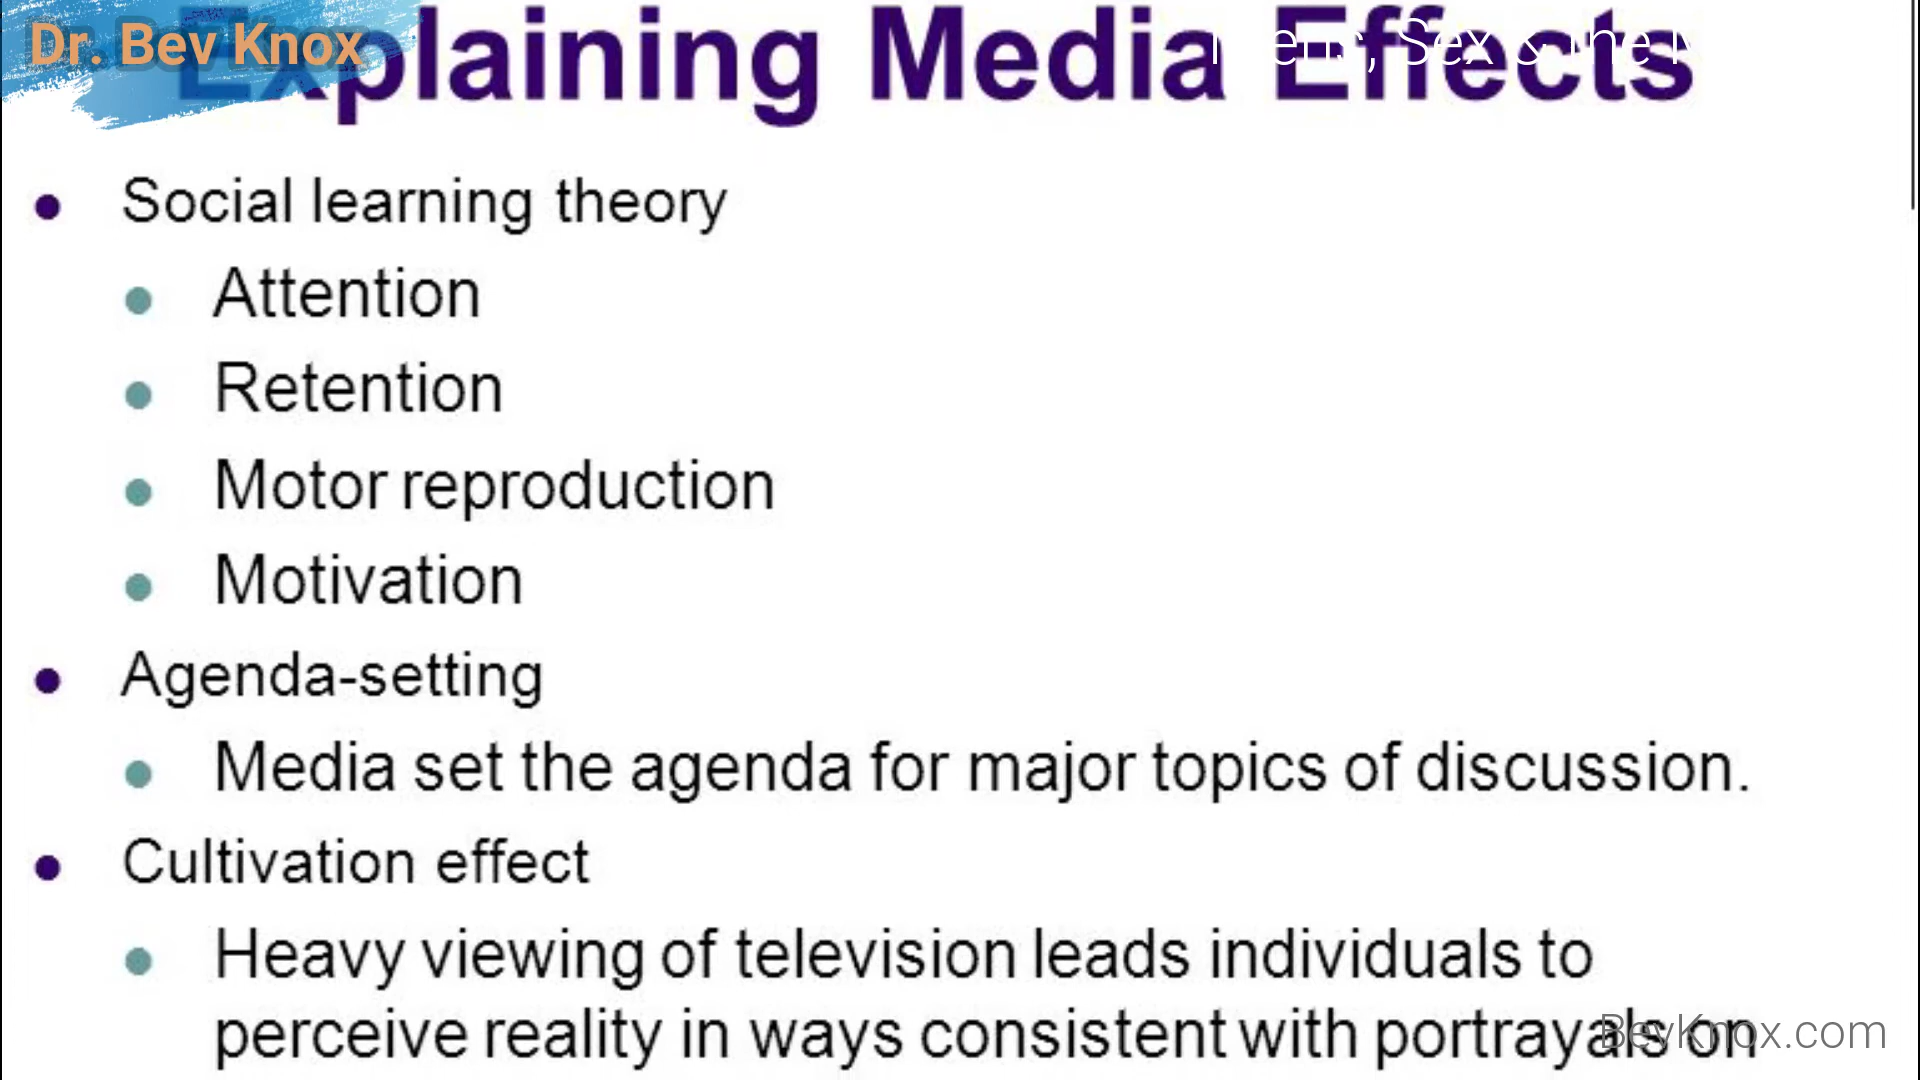 Dr. Bev Knox
Explaining Media Effects
Sex & the
Social learning theory
Attention
Retention
Motor reproduction
Motivation
Agenda-setting
Media set the agenda for major topics of discussion.
Cultivation effect
Heavy viewing of television leads individuals to
perceive reality in ways consistent with portrayals on
BevKnox.com